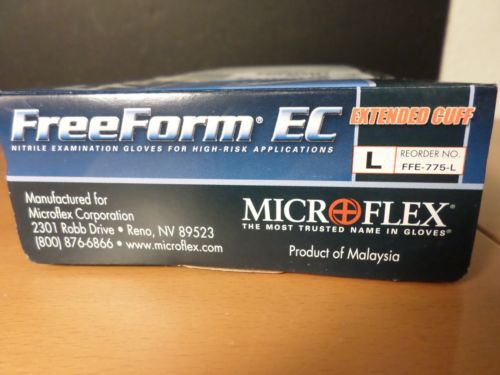 FreeForm® EC EXTENDED CUFF
NITRILE EXAMINATION GLOVES FOR HIGH-RISK APPLICATIONS
L REORDER NO.
FFE-775-L
Manufactured for
Microflex Corporation
2301 Robb Drive • Reno, NV 89523
(800) 876-6866 • www.microflex.com
MICROFLEX®
THE MOST TRUSTED NAME IN GLOVES®
Product of Malaysia